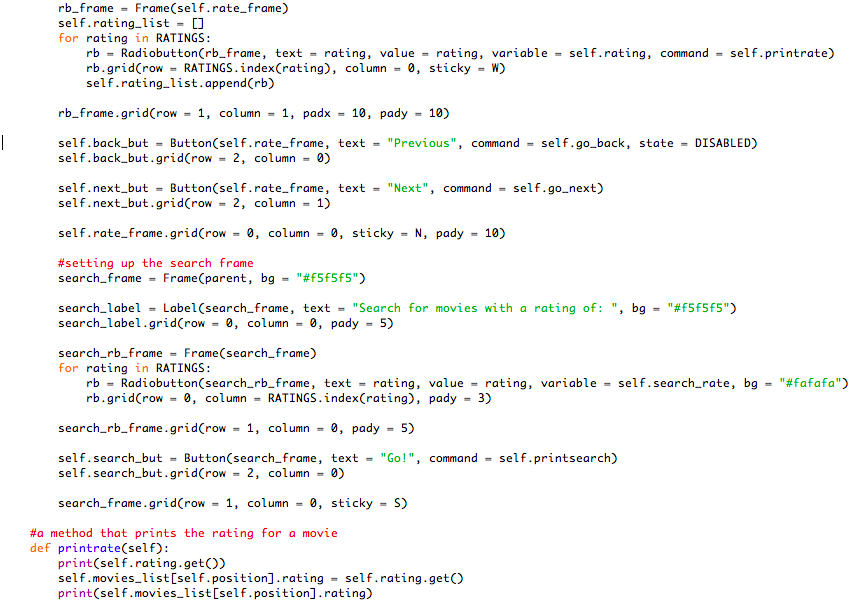 rb_frame = Frame(self.rate_frame)
self.rating_list = []
for rating in RATINGS:
rb = Radiobutton(rb_frame, text = rating, value = rating, variable = self.rating, command = self.printrate)
rb.grid(row = RATINGS.index(rating), column = 0, sticky = W)
self.rating_list.append(rb)
rb_frame.grid(row = 1, column = 1, padx = 10, pady = 10)
self.back_but = Button(self.rate_frame, text = "Previous", command = self.go_back, state = DISABLED)
self.back_but.grid(row = 2, column = 0)
self.next_but = Button(self.rate_frame, text = "Next", command = self.go_next)
self.next_but.grid(row = 2, column = 1)
self.rate_frame.grid(row = 0, column = 0, sticky = N, pady = 10)
#setting up the search frame
search_frame = Frame(parent, bg = "#f5f5f5")
search_label = Label(search_frame, text = "Search for movies with a rating of: ", bg = "#f5f5f5")
search_label.grid(row = 0, column = 0, pady = 5)
search_rb_frame = Frame(search_frame)
for rating in RATINGS:
rb = Radiobutton(search_rb_frame, text = rating, value = rating, variable = self.search_rate, bg = "#fafafa")
rb.grid(row = 0, column = RATINGS.index(rating), pady = 3)
search_rb_frame.grid(row = 1, column = 0, pady = 5)
self.search_but = Button(search_frame, text = "Go!", command = self.printsearch)
self.search_but.grid(row = 2, column = 0)
search_frame.grid(row = 1, column = 0, sticky = S)
#a method that prints the rating for a movie
def printrate(self):
print(self.rating.get())
self.movies_list[self.position].rating = self.rating.get()
print(self.movies_list[self.position].rating)